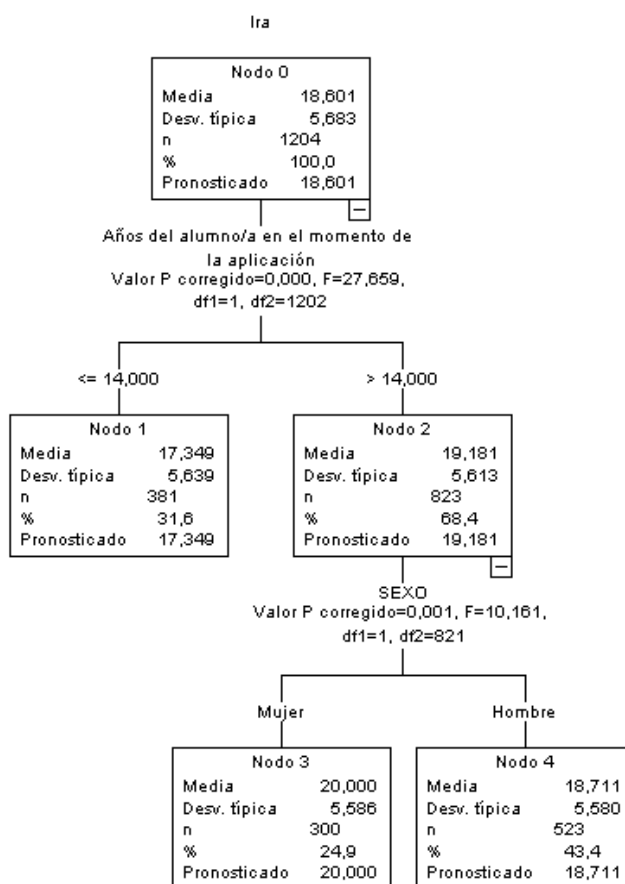 Ira
Nodo 0
Media 18,601
Desv. típica 5,683
n 1204
% 100,0
Pronosticado 18,601
Años del alumno/a en el momento de
la aplicación
Valor P corregido=0,000, F=27,659,
df1=1, df2=1202
<= 14,000
> 14,000
Nodo 1
Media 17,349
Desv. típica 5,639
n 381
% 31,6
Pronosticado 17,349
Nodo 2
Media 19,181
Desv. típica 5,613
n 823
% 68,4
Pronosticado 19,181
SEXO
Valor P corregido=0,001, F=10,161,
df1=1, df2=821
Mujer
Hombre
Nodo 3
Media 20,000
Desv. típica 5,586
n 300
% 24,9
Pronosticado 20,000
Nodo 4
Media 18,711
Desv. típica 5,580
n 523
% 43,4
Pronosticado 18,711